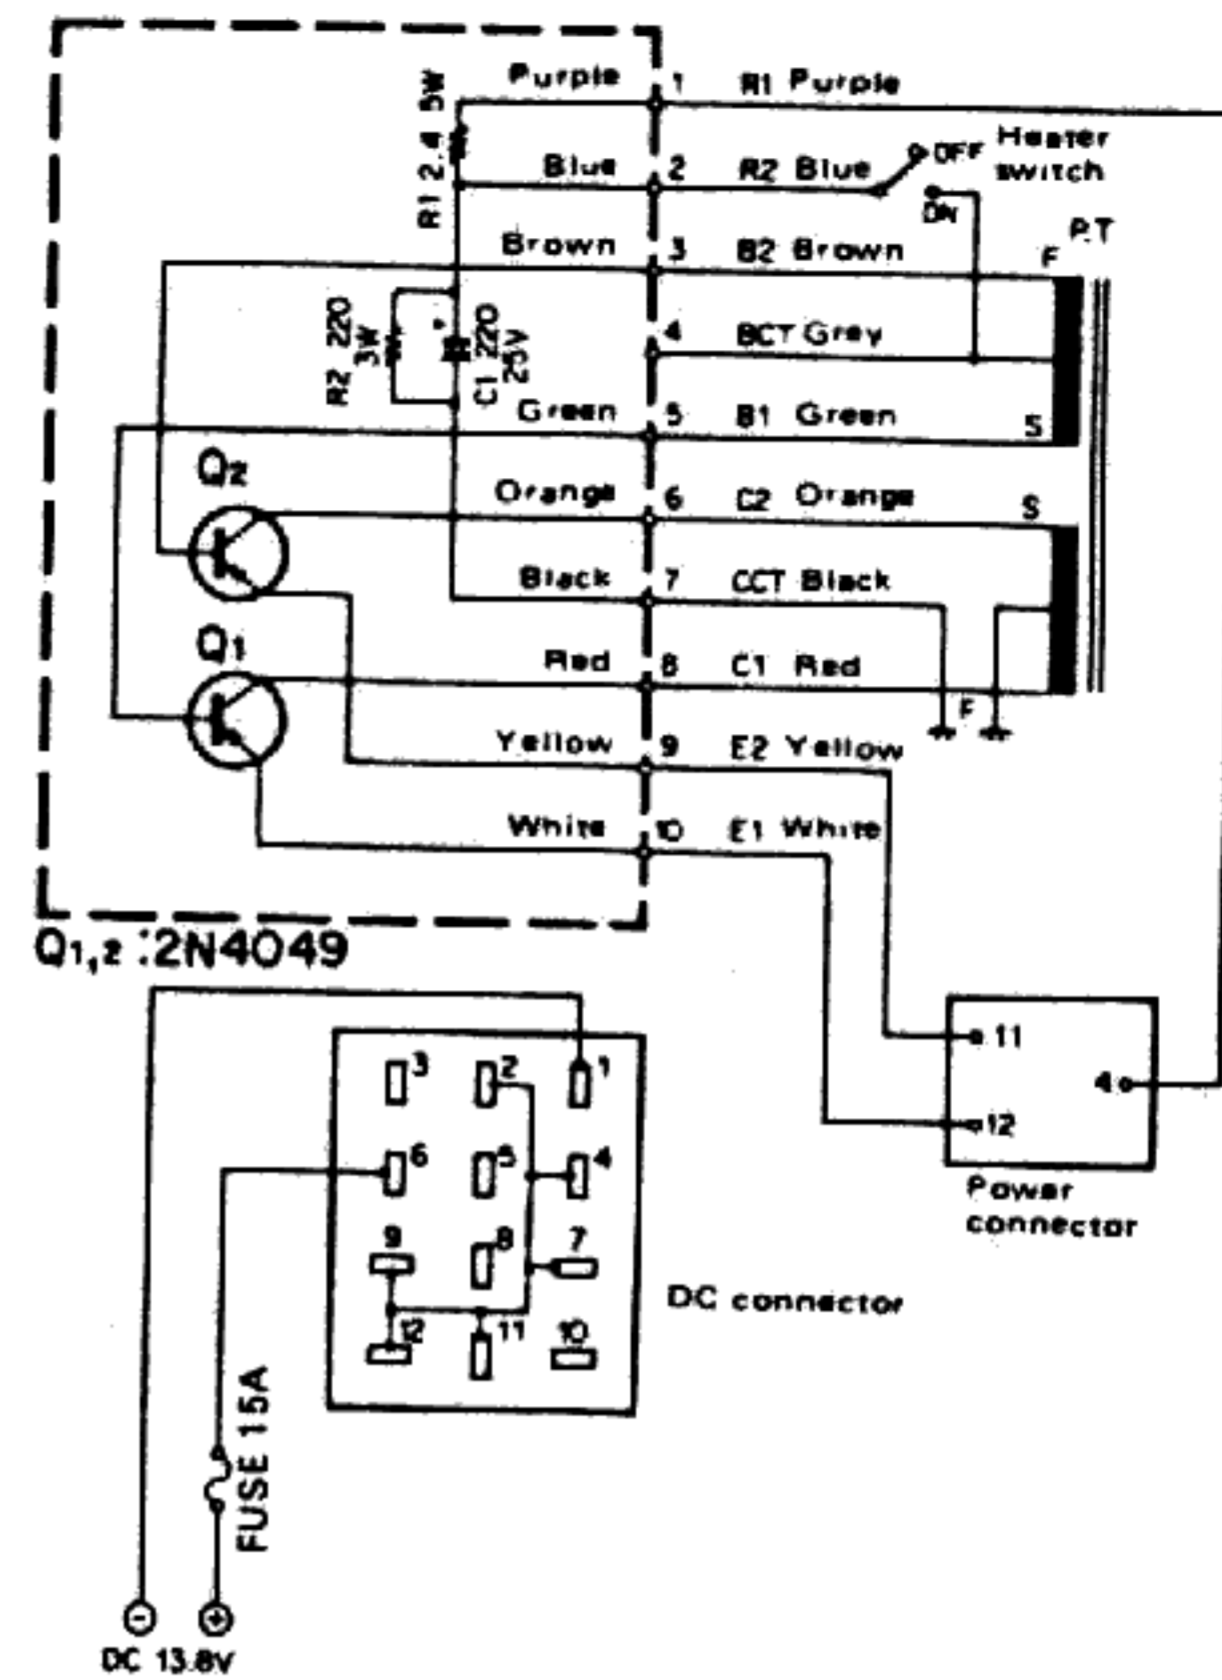 Purple 1 R1 Purple
R1 2.4 5W
Blue 2 R2 Blue
OFF
Heater
switch
ON
P.T
Brown 3 B2 Brown F
R2 220
3W
C1 220
25V
+
4 BCT Grey
Green 5 B1 Green S
Q2
Orange 6 C2 Orange S
Black 7 CCT Black
Q1
Red 8 C1 Red
F
Yellow 9 E2 Yellow
White 10 E1 White
Q1,2 :2N4049
11
4
12
Power
connector
3 2 1
6 5 4
9 8 7
12 11 10
DC connector
FUSE 15A
- +
DC 13.8V